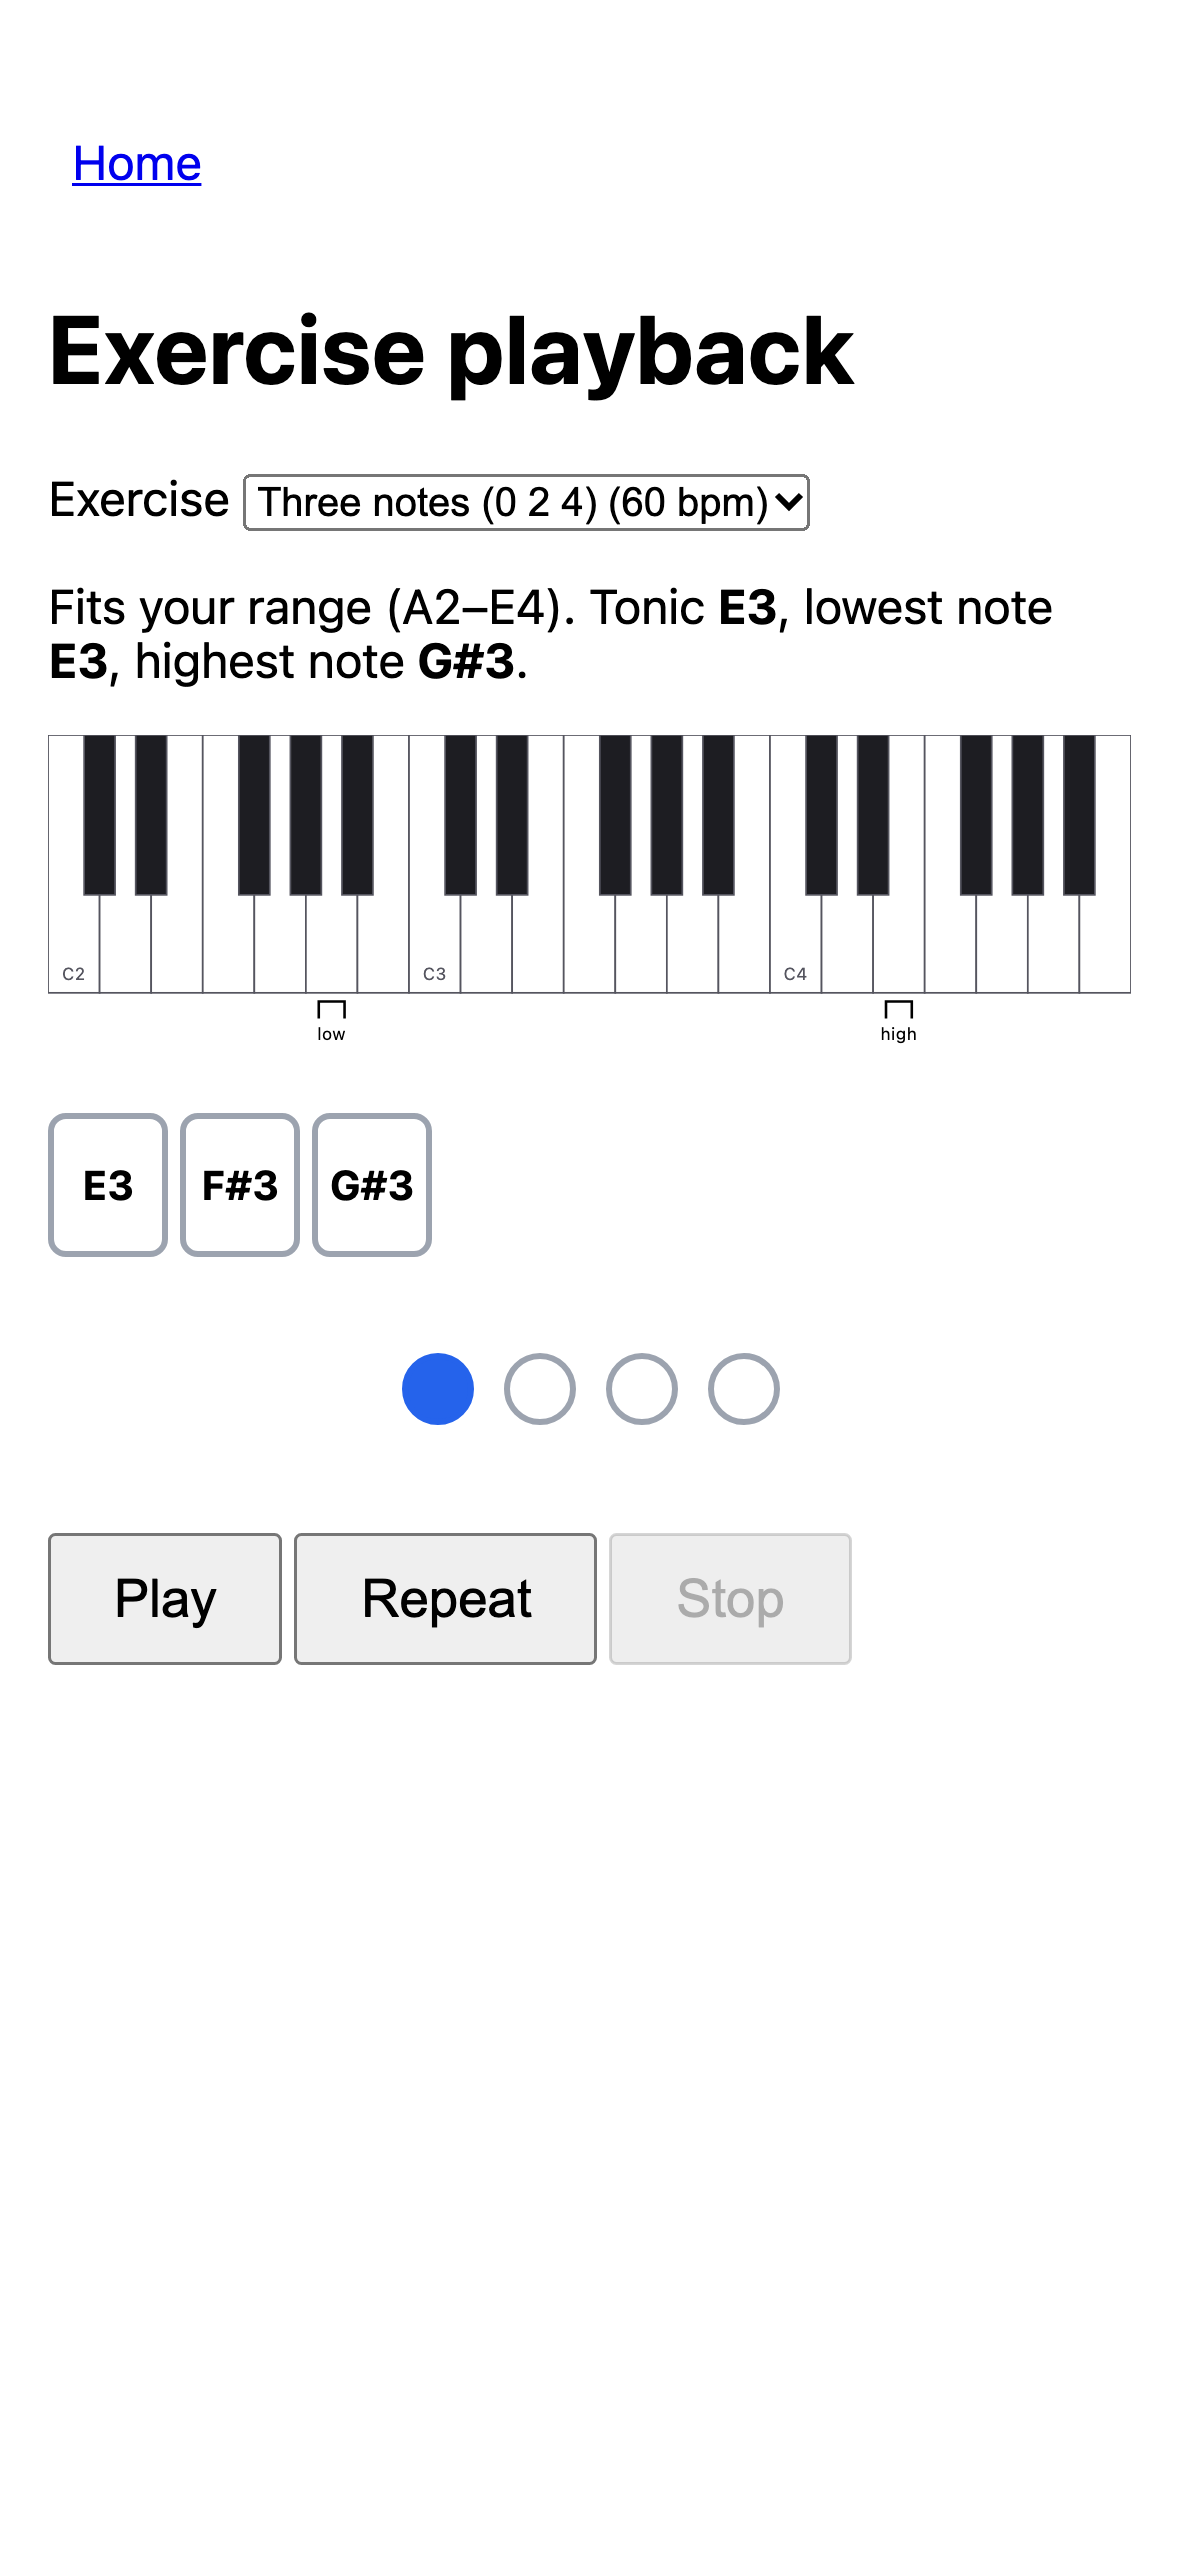 Home
Exercise playback
Exercise Three notes (0 2 4) (60 bpm)
Fits your range (A2–E4). Tonic E3, lowest note
E3, highest note G#3.
C2 C3 C4
low high
E3 F#3 G#3
Play Repeat Stop